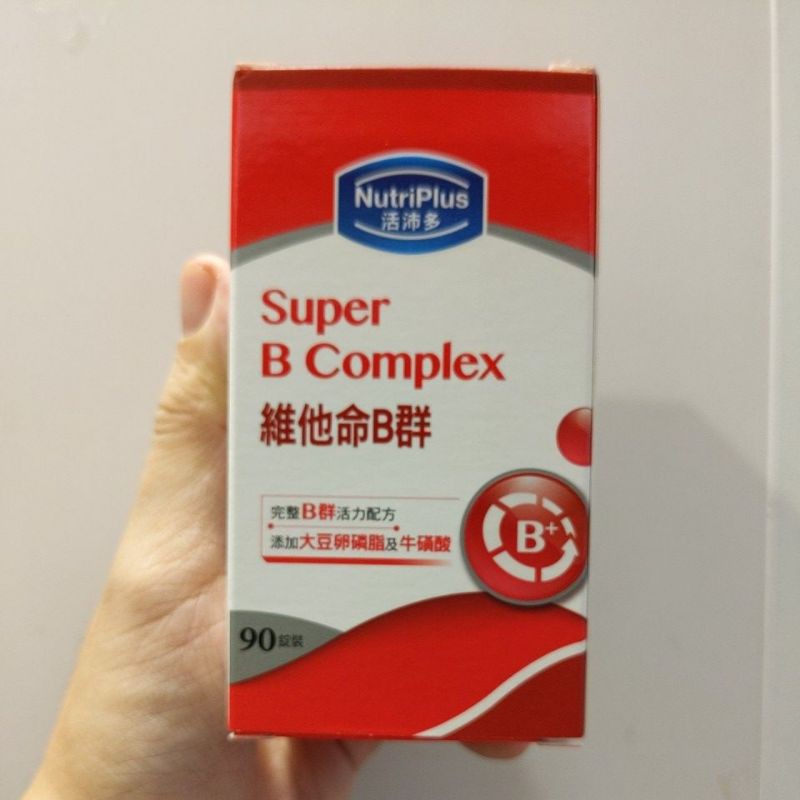 NutriPlus
活沛多
Super
B Complex
維他命B群
完整B群活力配方
添加大豆卵磷脂及牛磺酸
B+
90錠裝